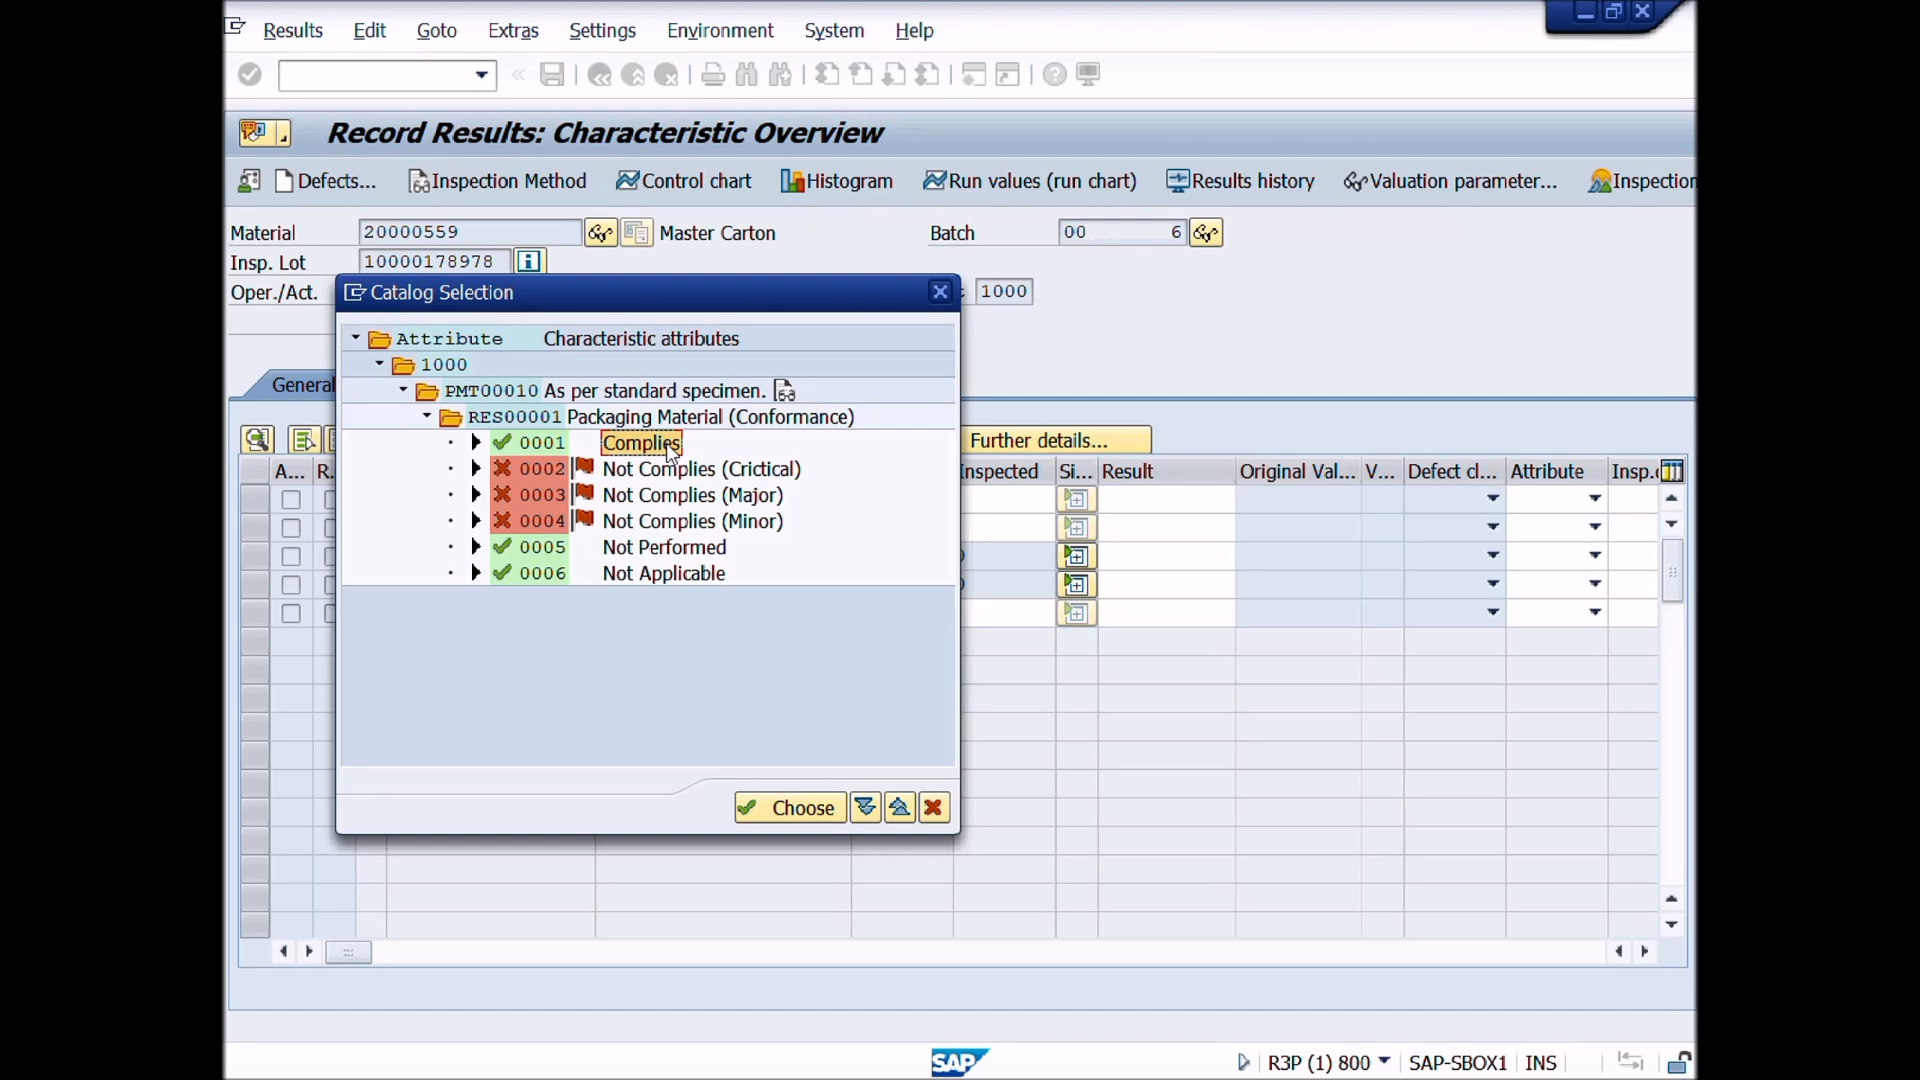 Results Edit Goto Extras Settings Environment System Help
Record Results: Characteristic Overview
Defects... Inspection Method Control chart Histogram Run values (run chart) Results history Valuation parameter... Inspection
Material 20000559 Master Carton Batch 00 6
Insp. Lot 10000178978
Oper./Act. 1000
Catalog Selection
Attribute Characteristic attributes
1000
PMT00010 As per standard specimen.
RES00001 Packaging Material (Conformance)
0001 Complies
0002 Not Complies (Crictical)
0003 Not Complies (Major)
0004 Not Complies (Minor)
0005 Not Performed
0006 Not Applicable
Choose
General
Further details...
A... R. Inspected Si... Result Original Val... V... Defect cl... Attribute Insp.
SAP R3P (1) 800 SAP-SBOX1 INS